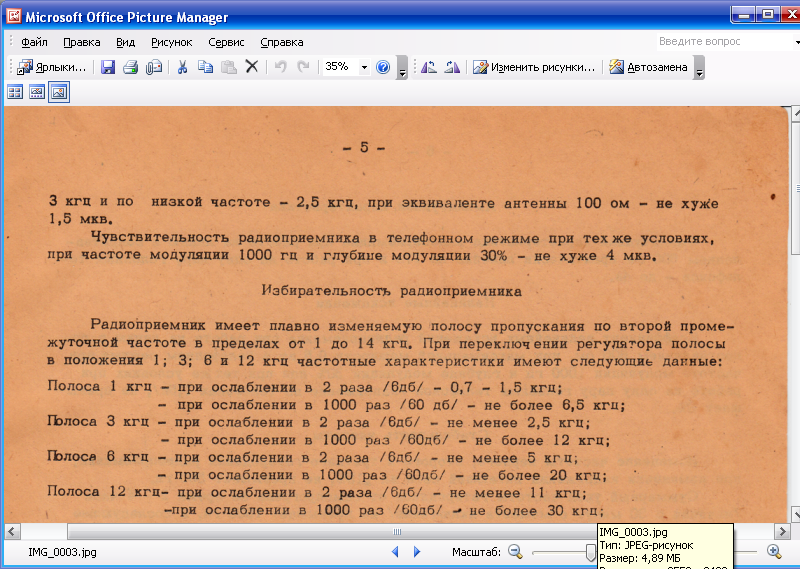 Microsoft Office Picture Manager
Файл Правка Вид Рисунок Сервис Справка Введите вопрос
Ярлыки... 35% Изменить рисунки... Автозамена
- 5 -
3 кгц и по низкой частоте - 2,5 кгц, при эквиваленте антенны 100 ом - не хуже
1,5 мкв.
Чувствительность радиоприемника в телефонном режиме при тех же условиях,
при частоте модуляции 1000 гц и глубине модуляции 30% - не хуже 4 мкв.
Избирательность радиоприемника
Радиоприемник имеет плавно изменяемую полосу пропускания по второй проме-
жуточной частоте в пределах от 1 до 14 кгц. При переключении регулятора полосы
в положения 1; 3; 6 и 12 кгц частотные характеристики имеют следующие данные:
Полоса 1 кгц - при ослаблении в 2 раза /6дб/ - 0,7 - 1,5 кгц;
- при ослаблении в 1000 раз /60 дб/ - не более 6,5 кгц;
Полоса 3 кгц - при ослаблении в 2 раза /6дб/ - не менее 2,5 кгц;
- при ослаблении в 1000 раз /60дб/ - не более 12 кгц;
Полоса 6 кгц - при ослаблении в 2 раза /6дб/ - не менее 5 кгц;
- при ослаблении в 1000 раз /60дб/ - не более 20 кгц;
Полоса 12 кгц- при ослаблении в 2 раза /6дб/ - не менее 11 кгц;
-при ослаблении в 1000 раз /60дб/ - не более 30 кгц;
IMG_0003.jpg Масштаб:
IMG_0003.jpg
Тип: JPEG-рисунок
Размер: 4,89 МБ